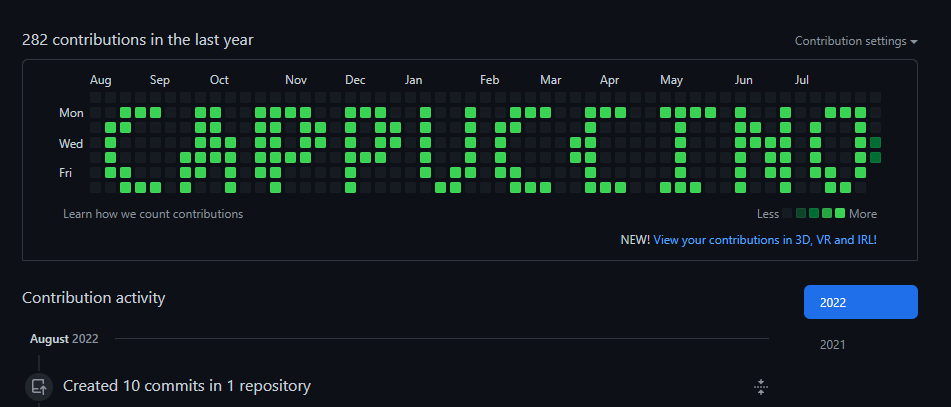 282 contributions in the last year
Contribution settings
Aug Sep Oct Nov Dec Jan Feb Mar Apr May Jun Jul
Mon
Wed
Fri
CAPPUCCINO
Learn how we count contributions
Less More
NEW! View your contributions in 3D, VR and IRL!
Contribution activity
2022
2021
August 2022
Created 10 commits in 1 repository